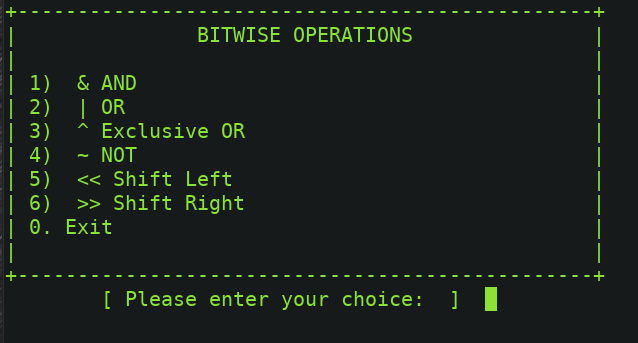 +------------------------------------------------+
|               BITWISE OPERATIONS               |
|                                                |
| 1)  & AND                                      |
| 2)  | OR                                       |
| 3)  ^ Exclusive OR                             |
| 4)  ~ NOT                                      |
| 5)  << Shift Left                              |
| 6)  >> Shift Right                             |
| 0. Exit                                        |
|                                                |
+------------------------------------------------+
        [ Please enter your choice:  ]